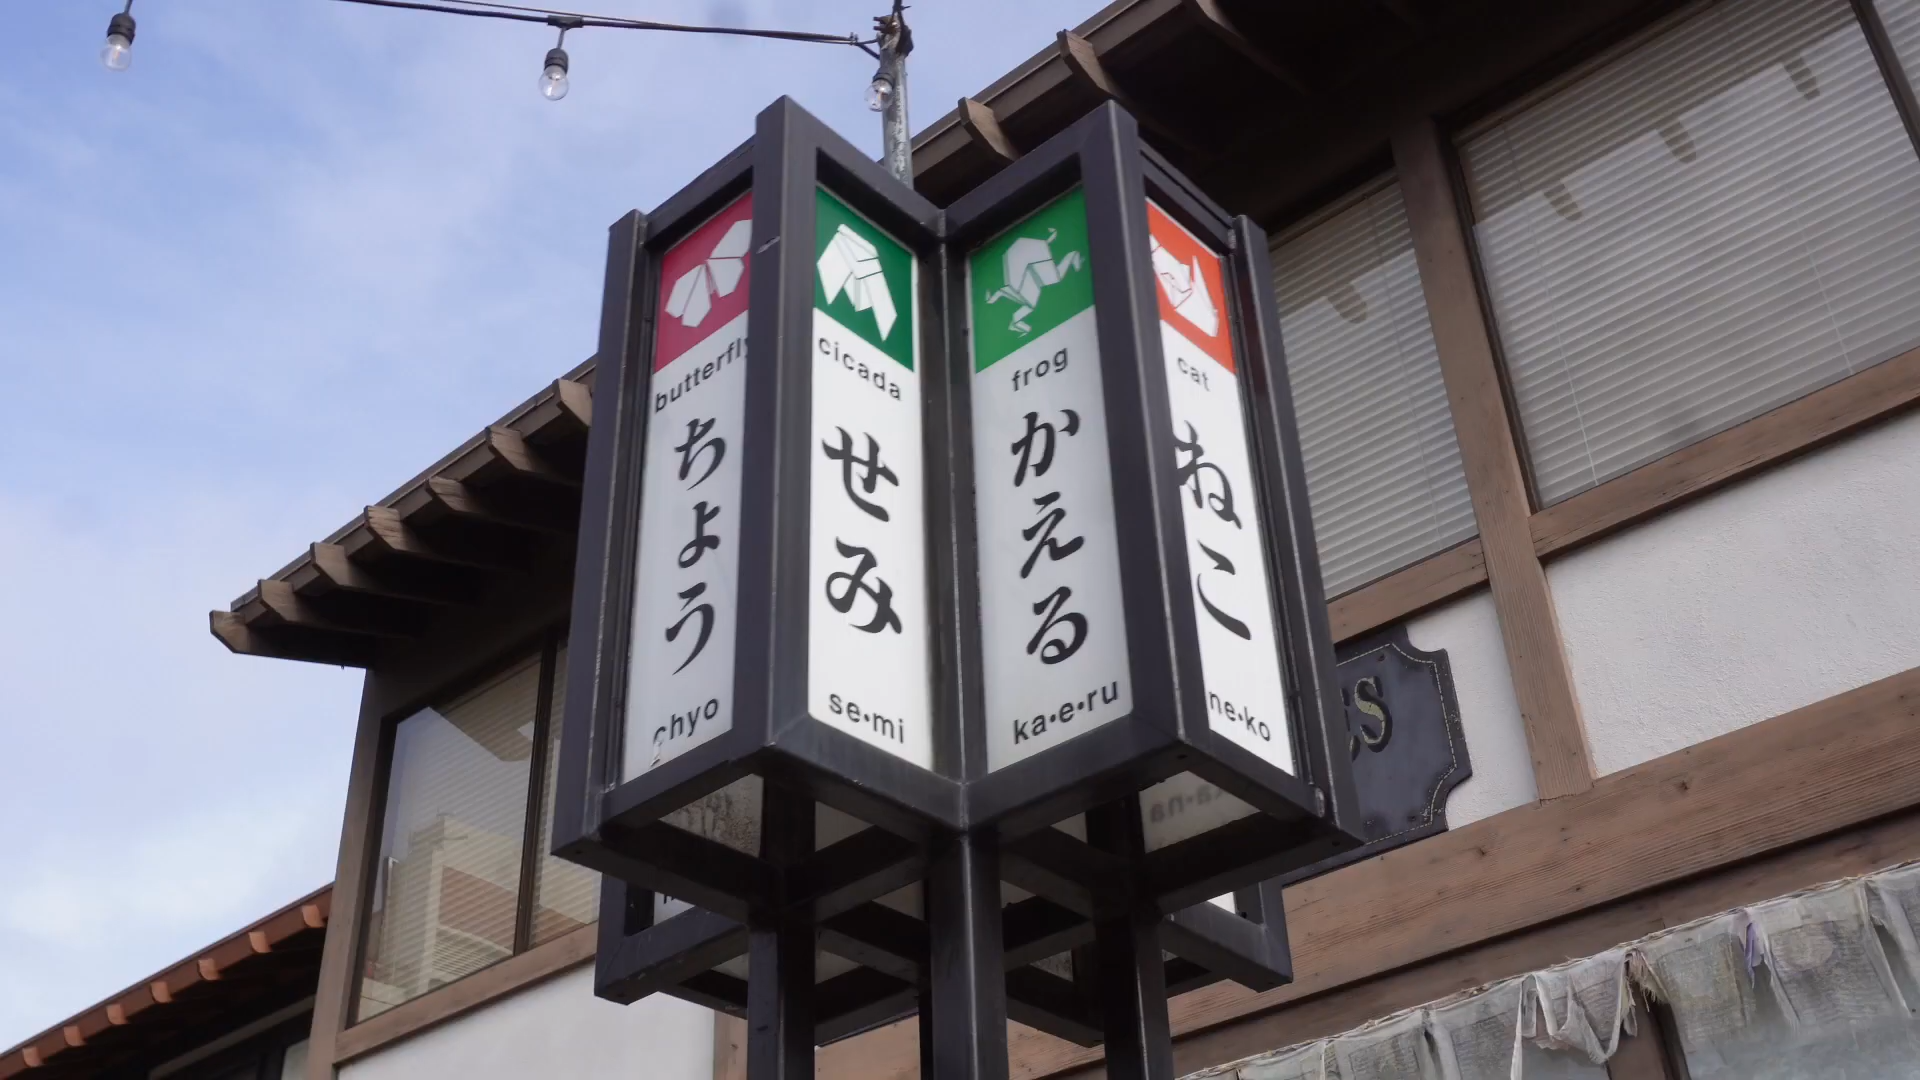 butterfly
ちょう
chyo
cicada
せみ
se•mi
frog
かえる
ka•e•ru
cat
ねこ
ne•ko